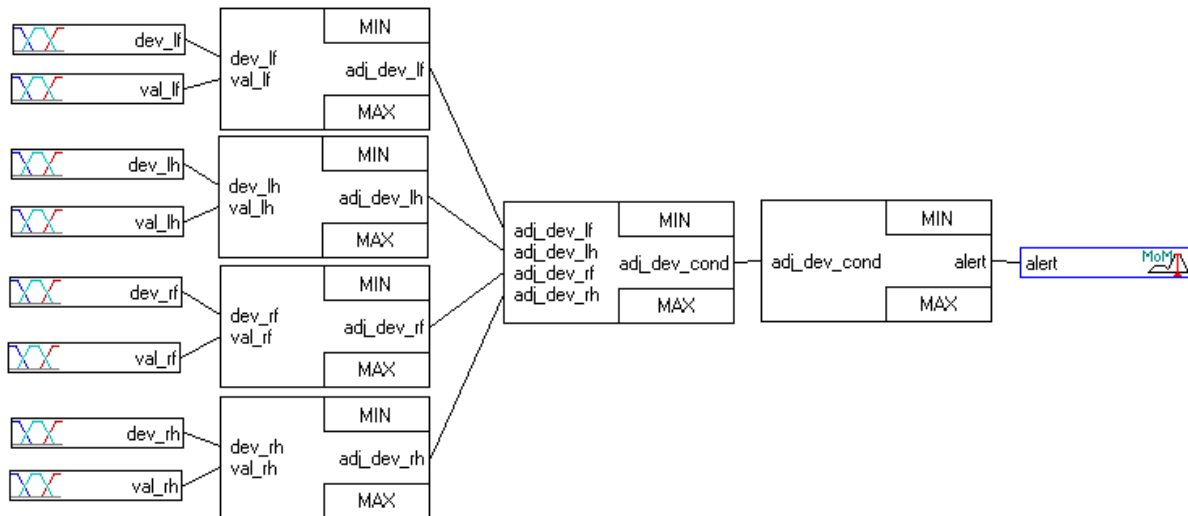 dev_lf
val_lf
dev_lf
val_lf
MIN
adj_dev_lf
MAX
dev_lh
val_lh
dev_lh
val_lh
MIN
adj_dev_lh
MAX
dev_rf
val_rf
dev_rf
val_rf
MIN
adj_dev_rf
MAX
dev_rh
val_rh
dev_rh
val_rh
MIN
adj_dev_rh
MAX
adj_dev_lf
adj_dev_lh
adj_dev_rf
adj_dev_rh
MIN
adj_dev_cond
MAX
adj_dev_cond
MIN
alert
MAX
alert
MoM